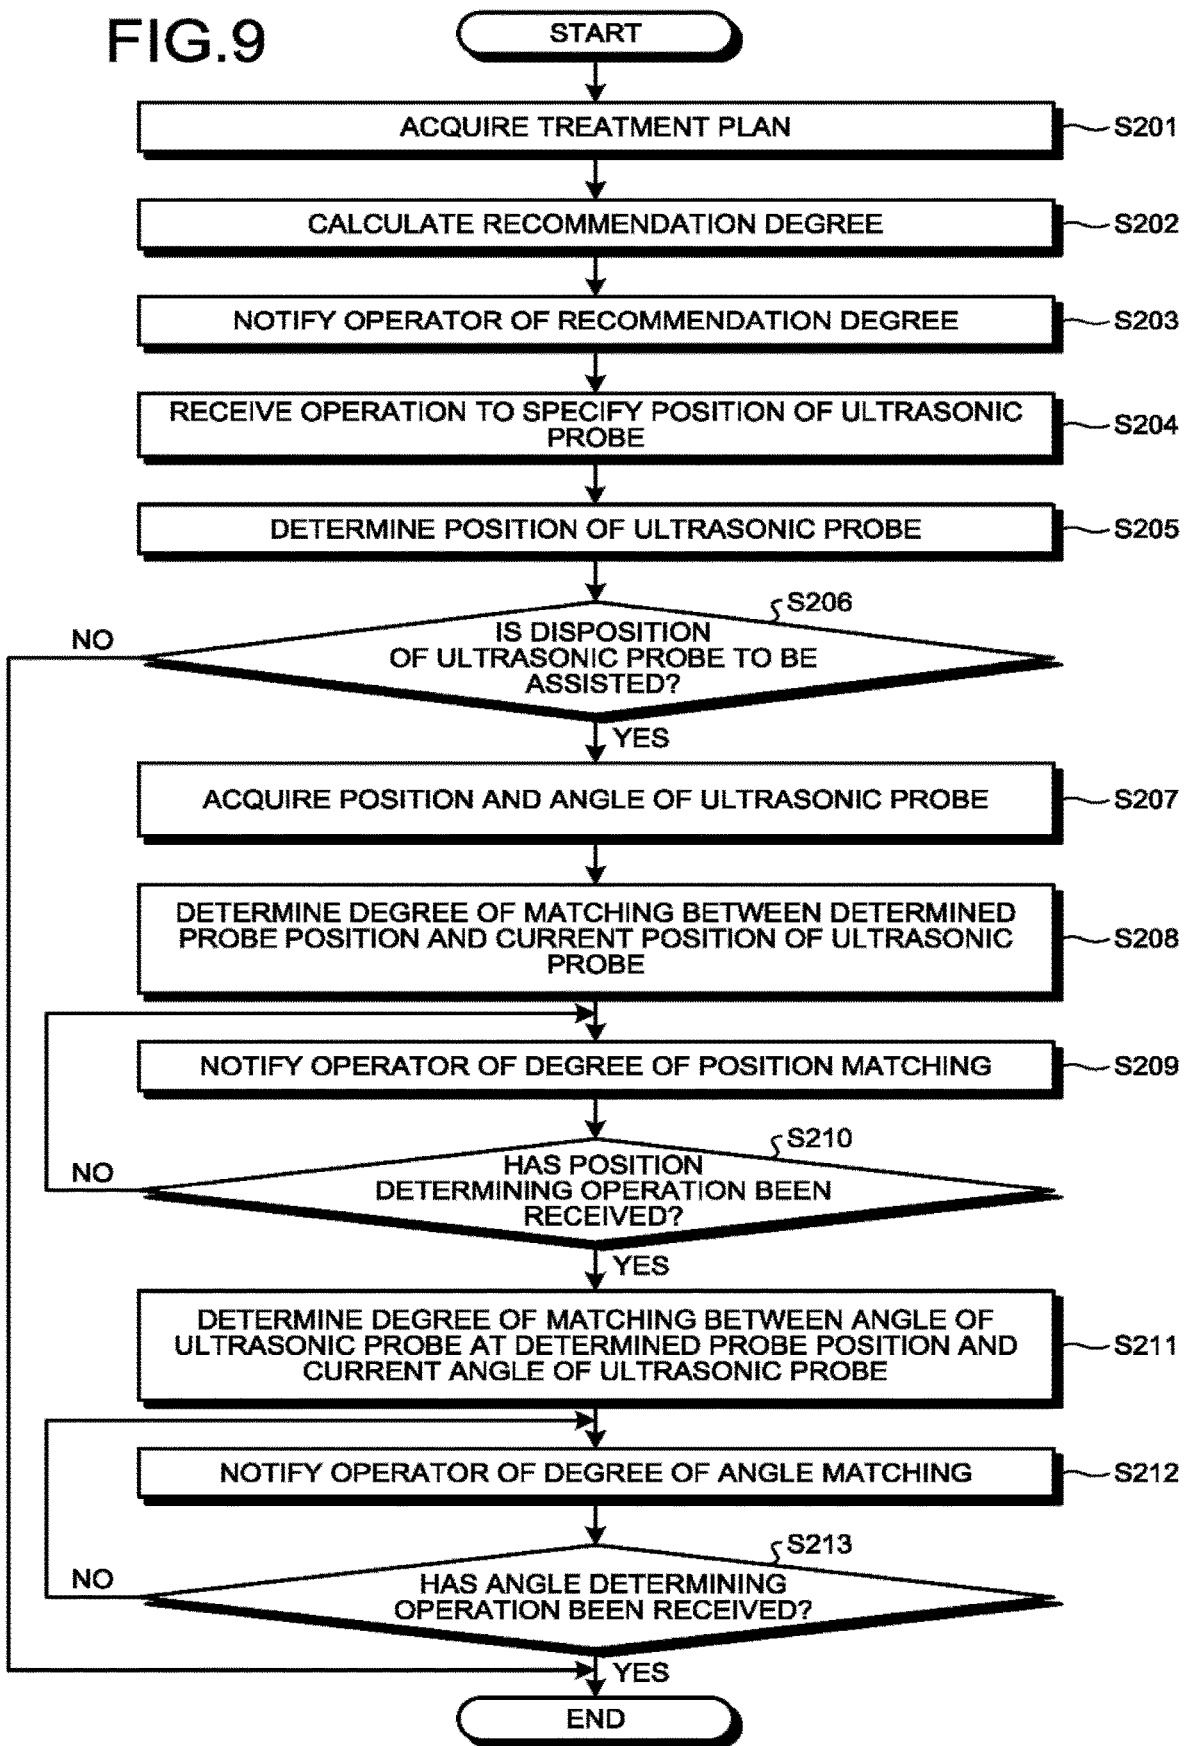 FIG.9
START
ACQUIRE TREATMENT PLAN
S201
CALCULATE RECOMMENDATION DEGREE
S202
NOTIFY OPERATOR OF RECOMMENDATION DEGREE
S203
RECEIVE OPERATION TO SPECIFY POSITION OF ULTRASONIC
PROBE
S204
DETERMINE POSITION OF ULTRASONIC PROBE
S205
S206
NO
IS DISPOSITION
OF ULTRASONIC PROBE TO BE
ASSISTED?
YES
ACQUIRE POSITION AND ANGLE OF ULTRASONIC PROBE
S207
DETERMINE DEGREE OF MATCHING BETWEEN DETERMINED
PROBE POSITION AND CURRENT POSITION OF ULTRASONIC
PROBE
S208
NOTIFY OPERATOR OF DEGREE OF POSITION MATCHING
S209
S210
NO
HAS POSITION
DETERMINING OPERATION BEEN
RECEIVED?
YES
DETERMINE DEGREE OF MATCHING BETWEEN ANGLE OF
ULTRASONIC PROBE AT DETERMINED PROBE POSITION AND
CURRENT ANGLE OF ULTRASONIC PROBE
S211
NOTIFY OPERATOR OF DEGREE OF ANGLE MATCHING
S212
S213
NO
HAS ANGLE DETERMINING
OPERATION BEEN RECEIVED?
YES
END